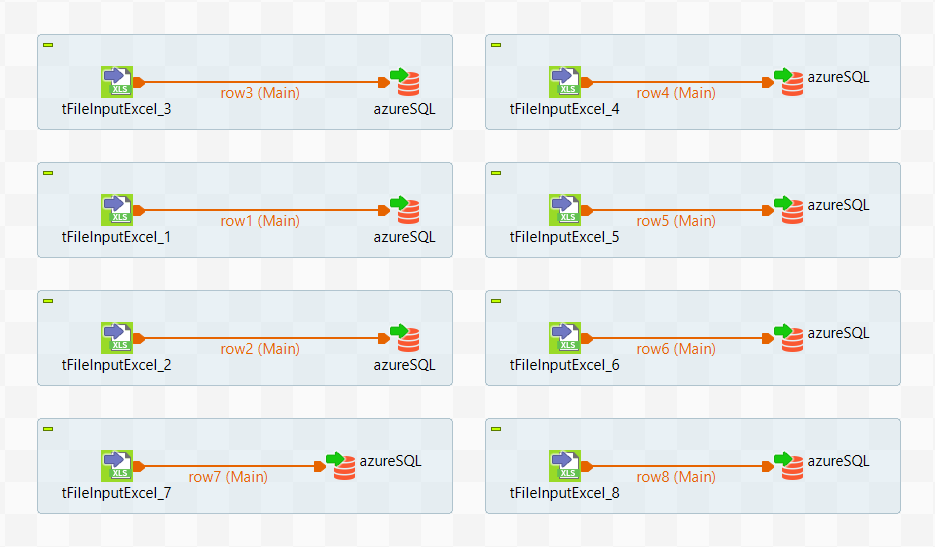 XLS
row3 (Main)
tFileInputExcel_3
azureSQL
XLS
row4 (Main)
azureSQL
tFileInputExcel_4
XLS
row1 (Main)
tFileInputExcel_1
azureSQL
XLS
row5 (Main)
azureSQL
tFileInputExcel_5
XLS
row2 (Main)
tFileInputExcel_2
azureSQL
XLS
row6 (Main)
azureSQL
tFileInputExcel_6
XLS
row7 (Main)
azureSQL
tFileInputExcel_7
XLS
row8 (Main)
azureSQL
tFileInputExcel_8